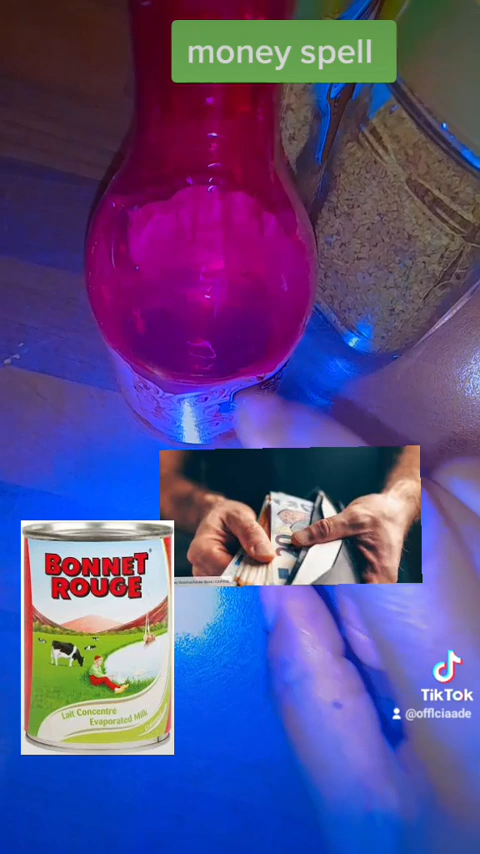 money spell
BONNET
ROUGE
Lait Concentré
Evaporated Milk
TikTok
@officiaade